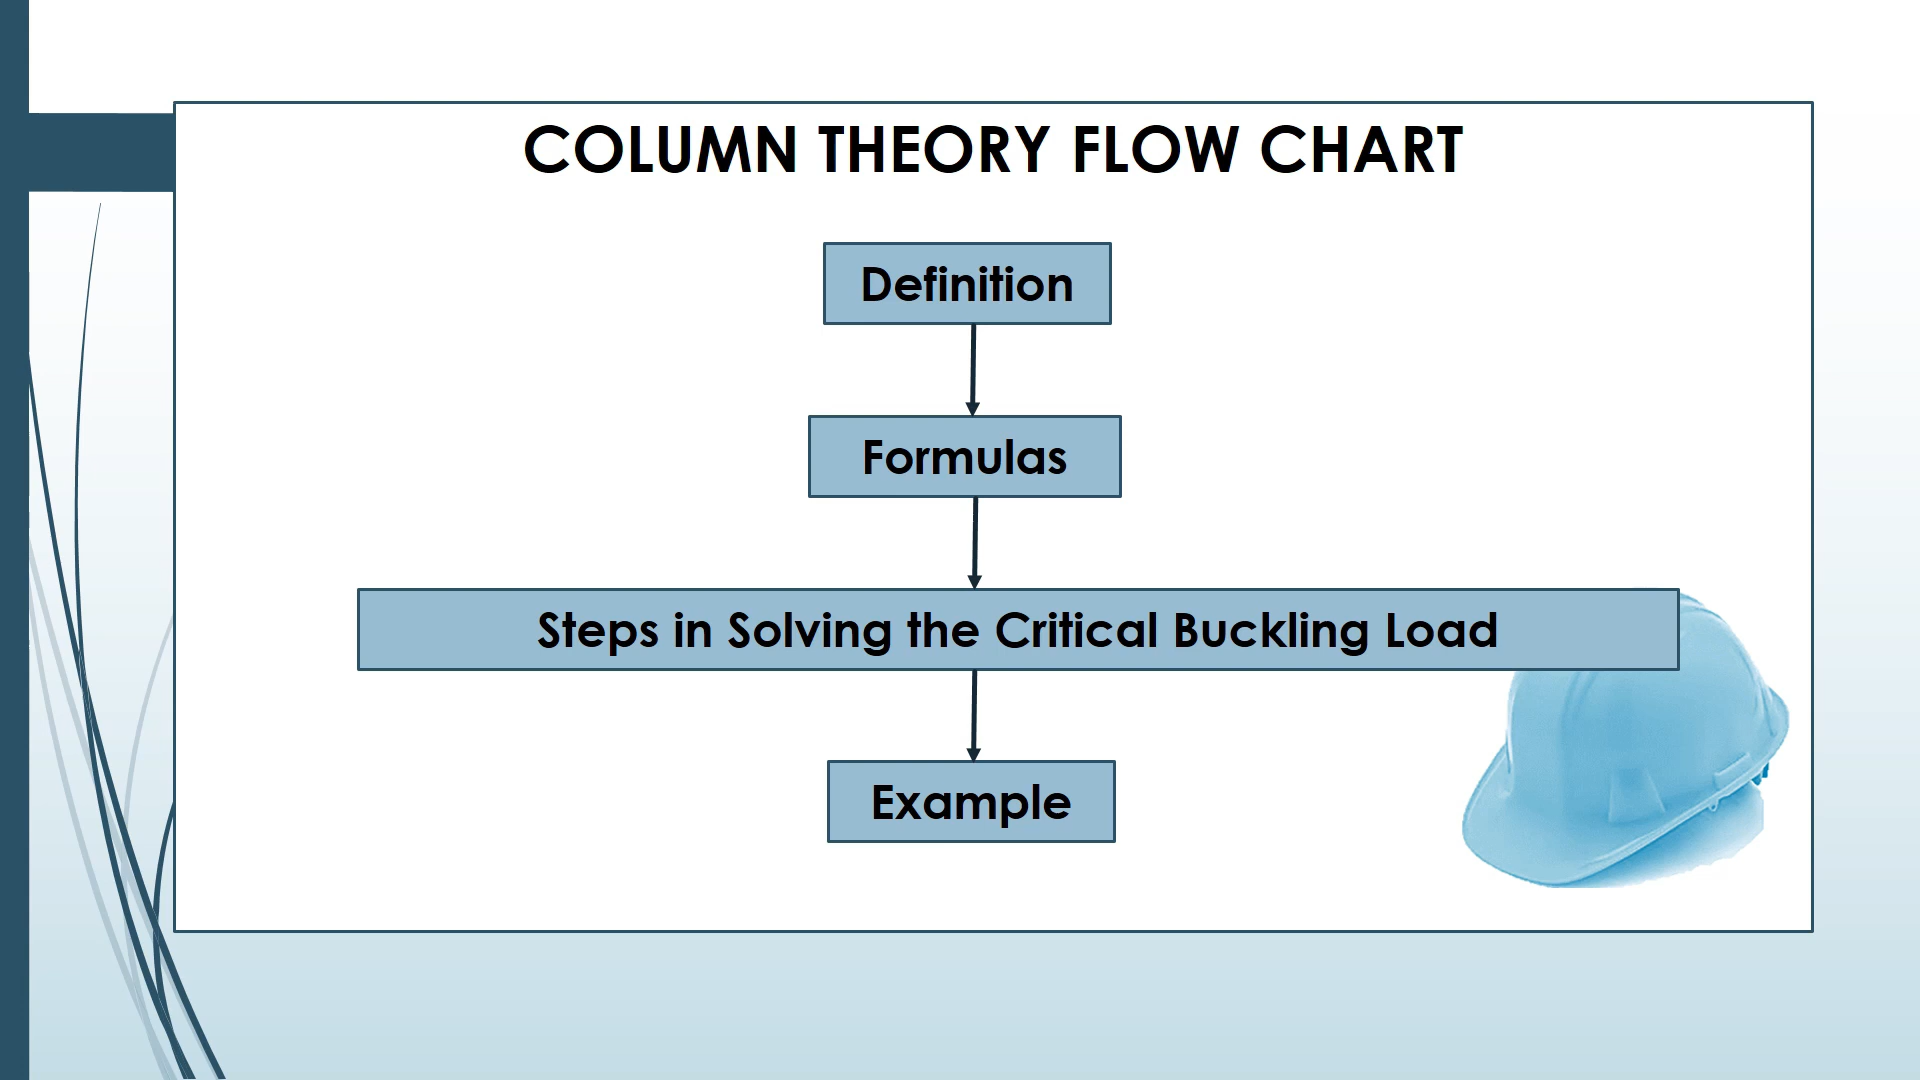 COLUMN THEORY FLOW CHART
Definition
Formulas
Steps in Solving the Critical Buckling Load
Example